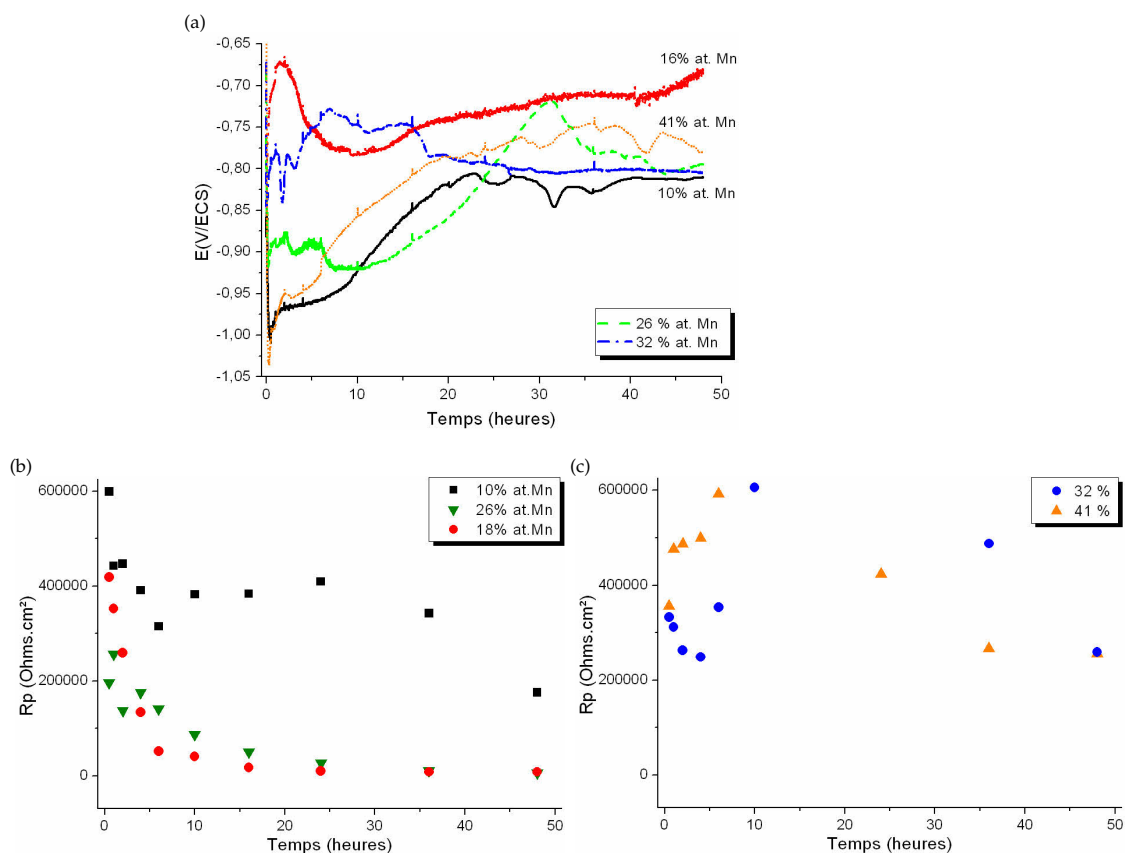 (a)
E(V/ECS)
-0,65
-0,70
-0,75
-0,80
-0,85
-0,90
-0,95
-1,00
-1,05
16% at. Mn
41% at. Mn
10% at. Mn
26 % at. Mn
32 % at. Mn
0 10 20 30 40 50
Temps (heures)
(b)
Rp (Ohms.cm²)
600000
400000
200000
0
10% at.Mn
26% at.Mn
18% at.Mn
0 10 20 30 40 50
Temps (heures)
(c)
Rp (Ohms.cm²)
600000
400000
200000
0
32 %
41 %
0 10 20 30 40 50
Temps (heures)